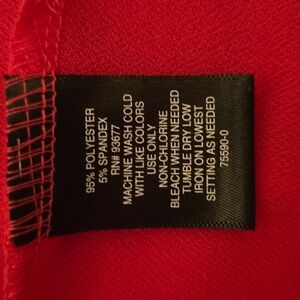 95% POLYESTER
5% SPANDEX
RN# 93677
MACHINE WASH COLD
WITH LIKE COLORS
USE ONLY
NON-CHLORINE
BLEACH WHEN NEEDED
TUMBLE DRY LOW
IRON ON LOWEST
SETTING AS NEEDED
75590-0